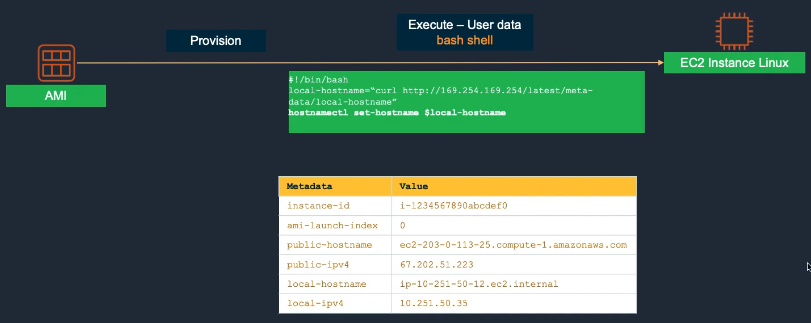 Provision
Execute – User data
bash shell
AMI
EC2 Instance Linux
#!/bin/bash
local-hostname=“curl http://169.254.169.254/latest/meta-
data/local-hostname”
hostnamectl set-hostname $local-hostname
Metadata Value
instance-id i-1234567890abcdef0
ami-launch-index 0
public-hostname ec2-203-0-113-25.compute-1.amazonaws.com
public-ipv4 67.202.51.223
local-hostname ip-10-251-50-12.ec2.internal
local-ipv4 10.251.50.35